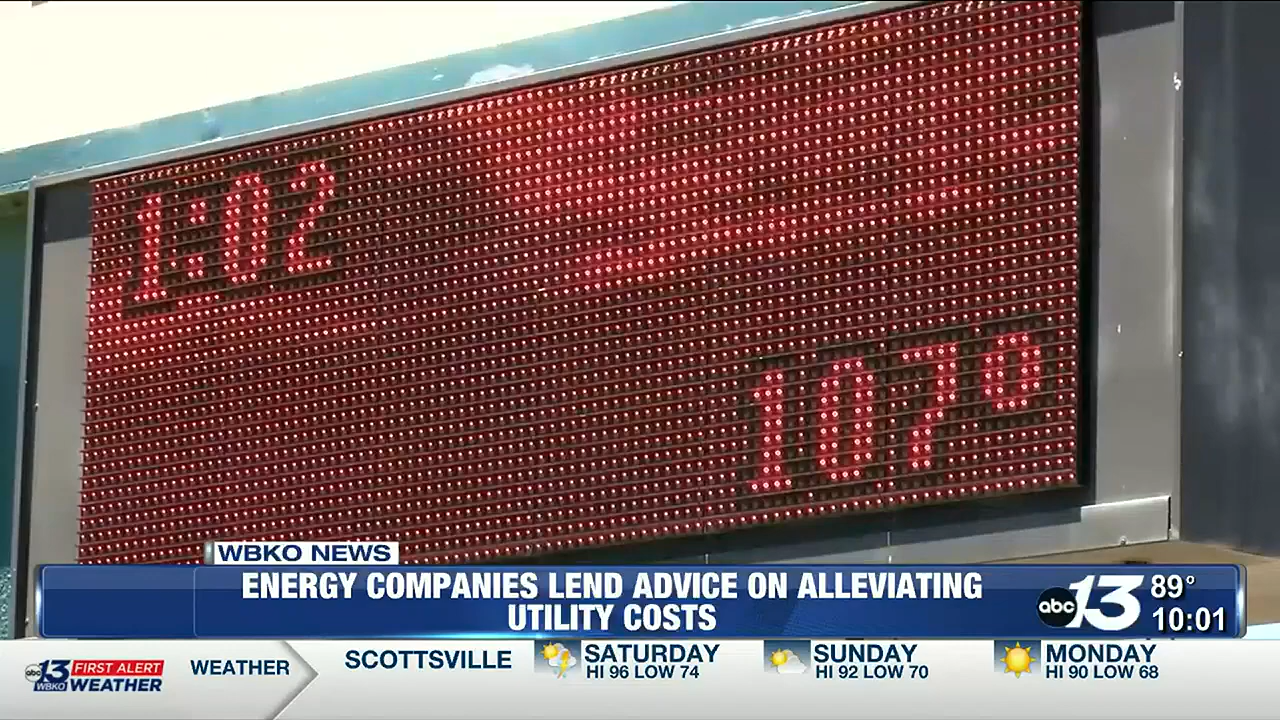 1:02
107°
WBKO NEWS
ENERGY COMPANIES LEND ADVICE ON ALLEVIATING
UTILITY COSTS
abc 13
89°
10:01
abc 13 FIRST ALERT
WBKO WEATHER
WEATHER
SCOTTSVILLE
SATURDAY
HI 96 LOW 74
SUNDAY
HI 92 LOW 70
MONDAY
HI 90 LOW 68